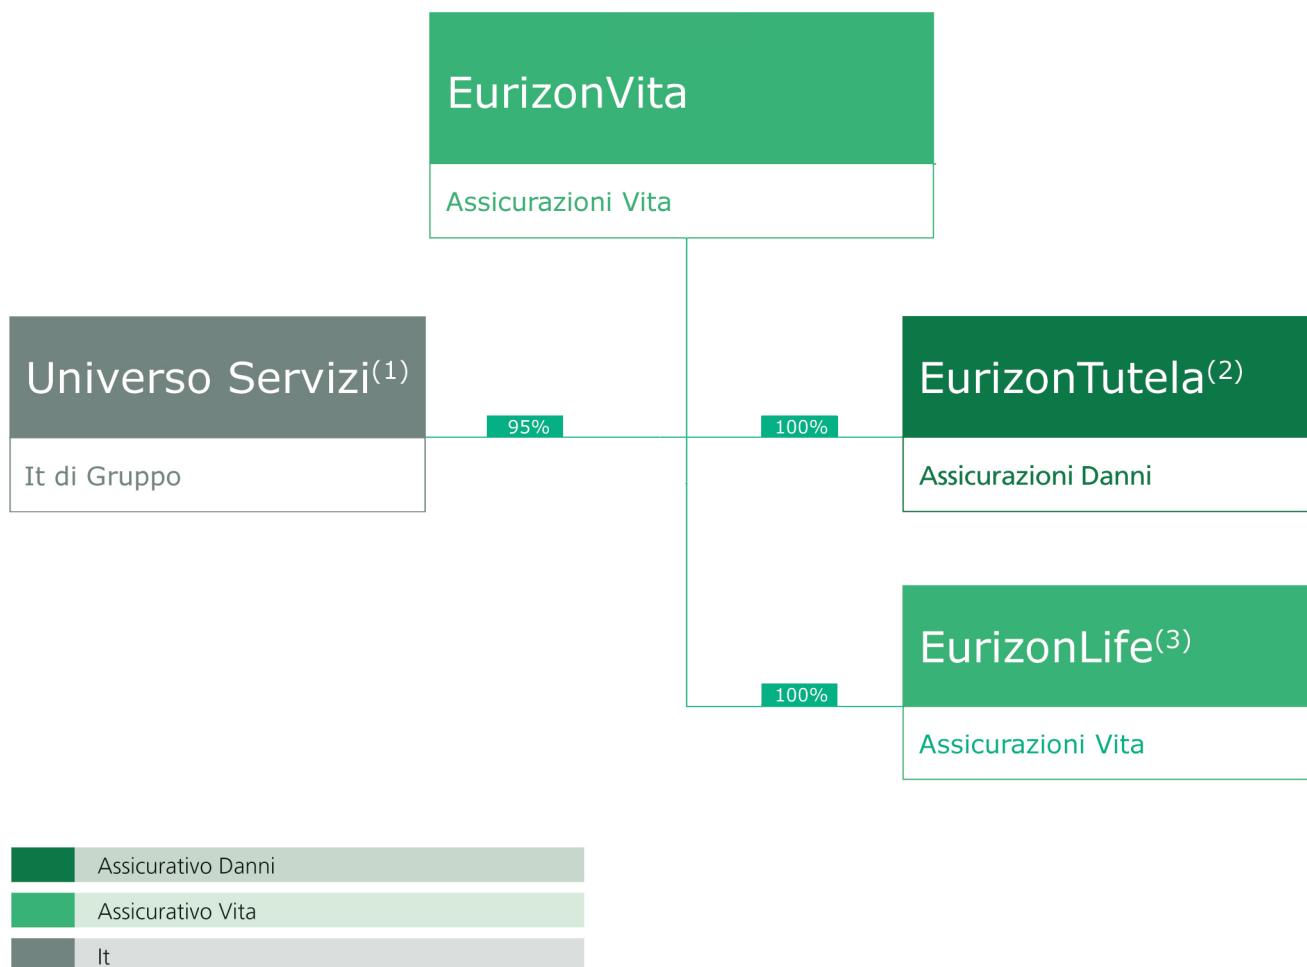 EurizonVita
Assicurazioni Vita
Universo Servizi(1)
95%
100%
EurizonTutela(2)
It di Gruppo
Assicurazioni Danni
EurizonLife(3)
100%
Assicurazioni Vita
Assicurativo Danni
Assicurativo Vita
It